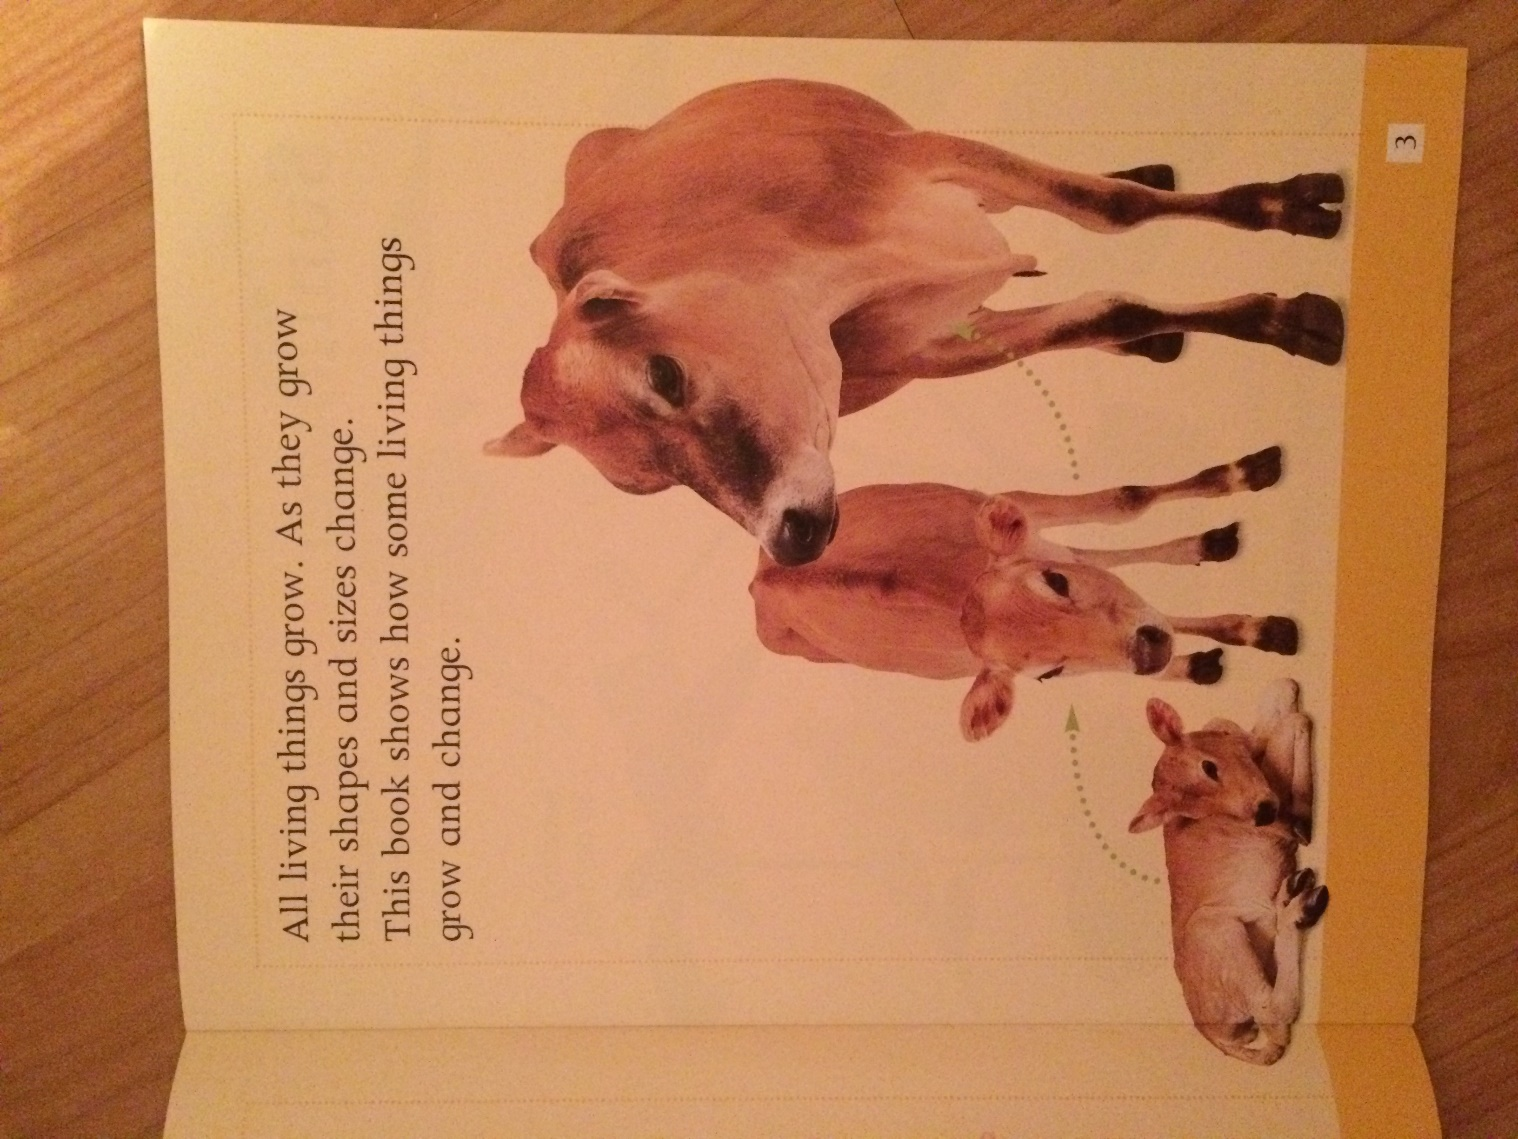 All living things grow. As they grow
their shapes and sizes change.
This book shows how some living things
grow and change.
3